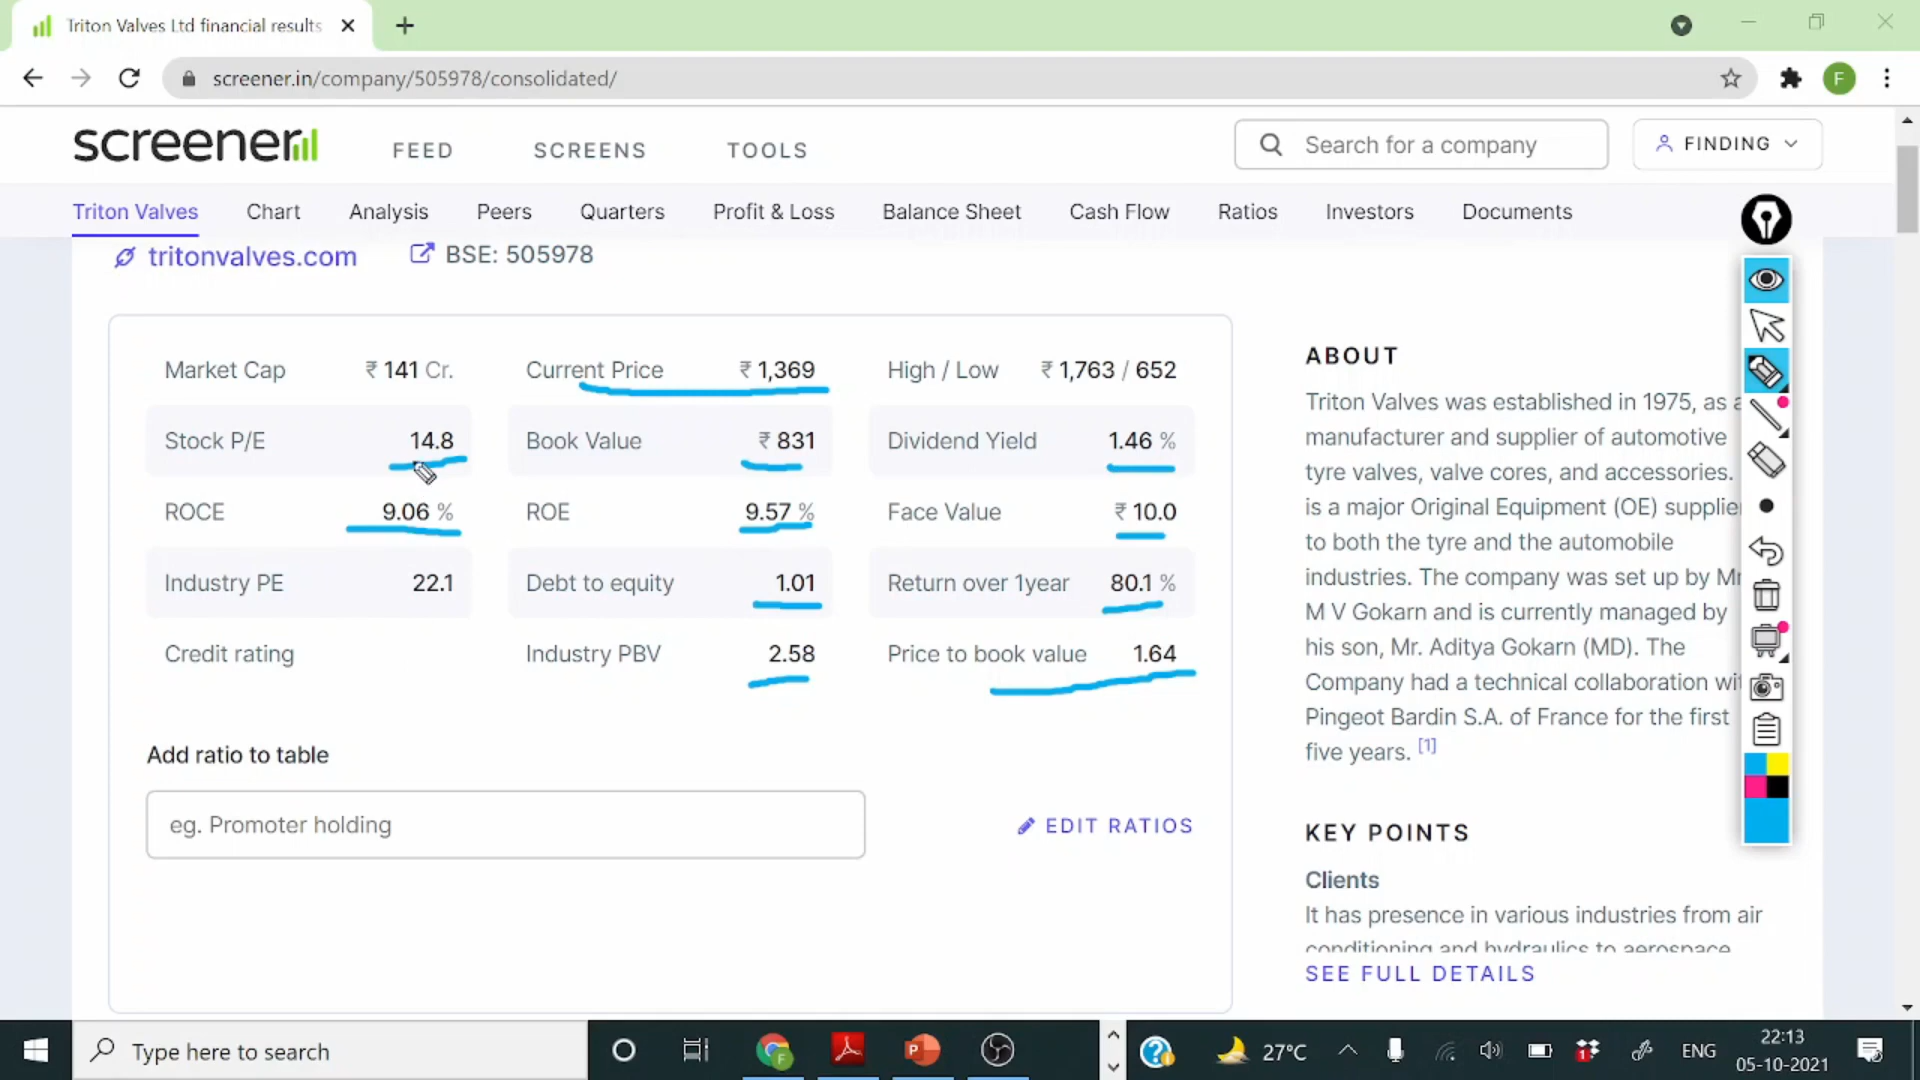 Triton Valves Ltd financial results
screener.in/company/505978/consolidated/
F
screener
FEED SCREENS TOOLS
Search for a company
FINDING
Triton Valves Chart Analysis Peers Quarters Profit & Loss Balance Sheet Cash Flow Ratios Investors Documents
tritonvalves.com BSE: 505978
Market Cap ₹ 141 Cr. Current Price ₹ 1,369 High / Low ₹ 1,763 / 652
Stock P/E 14.8 Book Value ₹ 831 Dividend Yield 1.46 %
ROCE 9.06 % ROE 9.57 % Face Value ₹ 10.0
Industry PE 22.1 Debt to equity 1.01 Return over 1year 80.1 %
Credit rating Industry PBV 2.58 Price to book value 1.64
Add ratio to table
eg. Promoter holding
EDIT RATIOS
ABOUT
Triton Valves was established in 1975, as a
manufacturer and supplier of automotive
tyre valves, valve cores, and accessories.
is a major Original Equipment (OE) supplier
to both the tyre and the automobile
industries. The company was set up by Mr
M V Gokarn and is currently managed by
his son, Mr. Aditya Gokarn (MD). The
Company had a technical collaboration wit
Pingeot Bardin S.A. of France for the first
five years. [1]
KEY POINTS
Clients
It has presence in various industries from air
conditioning and hydraulics to aerospace
SEE FULL DETAILS
Type here to search
27°C
ENG
22:13
05-10-2021